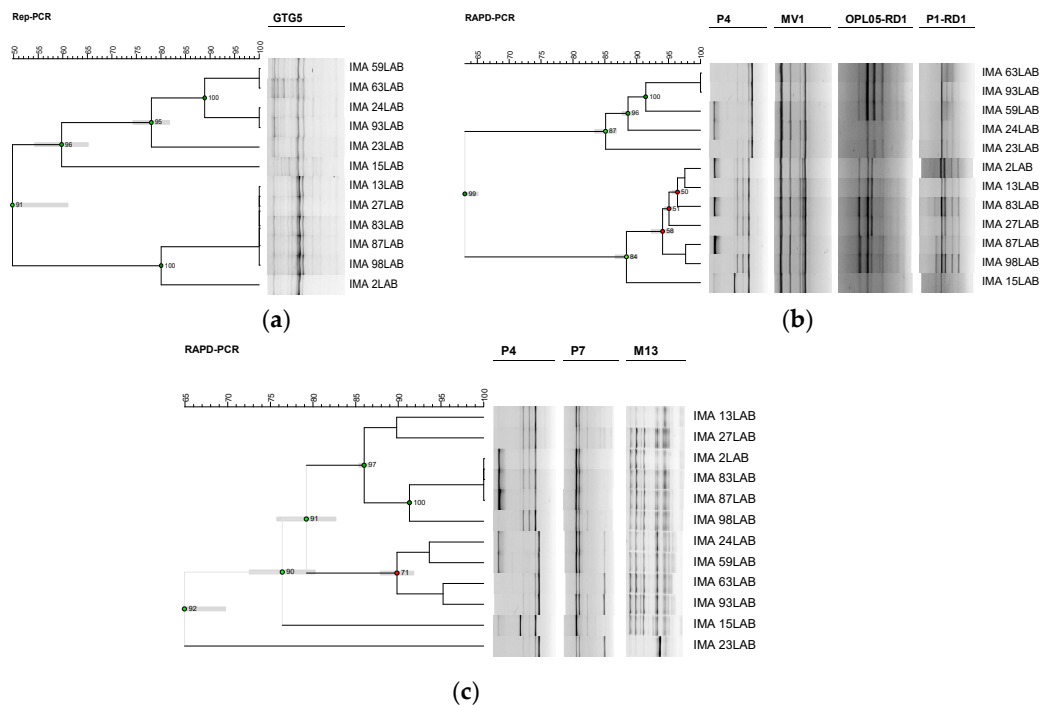 Rep-PCR
GTG5
50 60 70 80 90 100
IMA 59LAB
IMA 63LAB
100
IMA 24LAB
IMA 93LAB
95
IMA 23LAB
96
IMA 15LAB
IMA 13LAB
91
IMA 27LAB
IMA 83LAB
IMA 87LAB
100
IMA 98LAB
IMA 2LAB
(a)
RAPD-PCR
P4 MV1 OPL05-RD1 P1-RD1
65 70 75 80 85 90 95 100
IMA 63LAB
IMA 93LAB
100
IMA 59LAB
96
IMA 24LAB
87
IMA 23LAB
IMA 2LAB
IMA 13LAB
50
99
IMA 83LAB
51
IMA 27LAB
58
IMA 87LAB
84
IMA 98LAB
IMA 15LAB
(b)
RAPD-PCR
P4 P7 M13
65 70 75 80 85 90 95 100
IMA 13LAB
IMA 27LAB
IMA 2LAB
97
IMA 83LAB
IMA 87LAB
100
IMA 98LAB
91
IMA 24LAB
IMA 59LAB
90
71
IMA 63LAB
IMA 93LAB
92
IMA 15LAB
IMA 23LAB
(c)